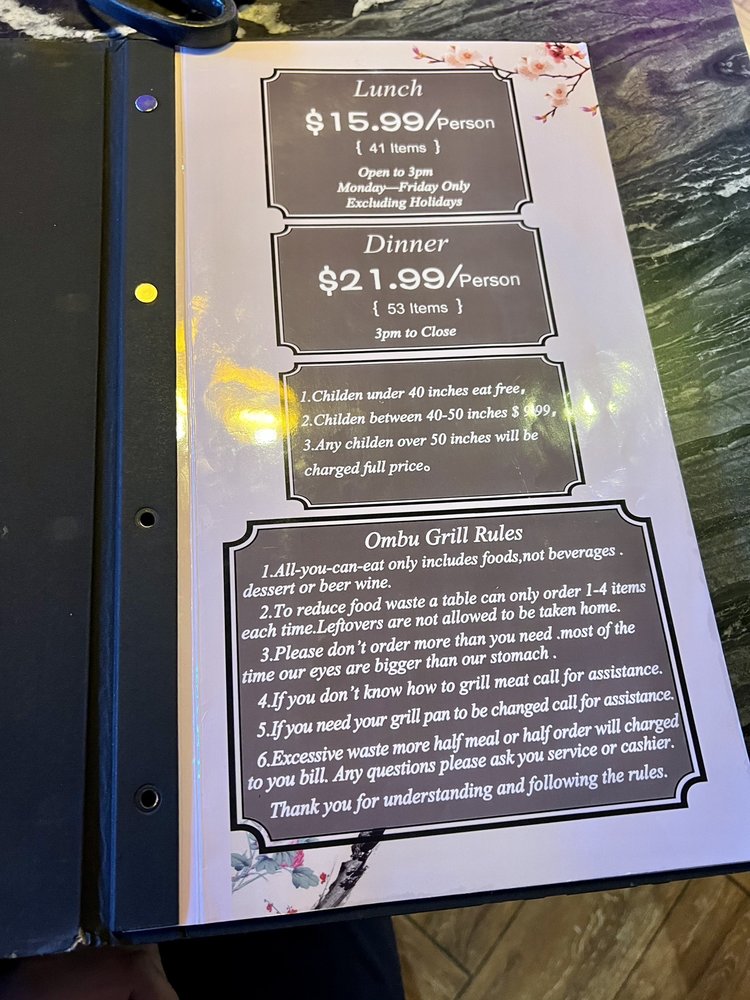 Lunch
$15.99/Person
{ 41 Items }
Open to 3pm
Monday—Friday Only
Excluding Holidays
Dinner
$21.99/Person
{ 53 Items }
3pm to Close
1.Childen under 40 inches eat free,
2.Childen between 40-50 inches $ 9.99,
3.Any childen over 50 inches will be
charged full price。
Ombu Grill Rules
1.All-you-can-eat only includes foods,not beverages .
dessert or beer wine.
2.To reduce food waste a table can only order 1-4 items
each time.Leftovers are not allowed to be taken home.
3.Please don't order more than you need .most of the
time our eyes are bigger than our stomach .
4.If you don't know how to grill meat call for assistance.
5.If you need your grill pan to be changed call for assistance.
6.Excessive waste more half meal or half order will charged
to you bill. Any questions please ask you service or cashier.
Thank you for understanding and following the rules.